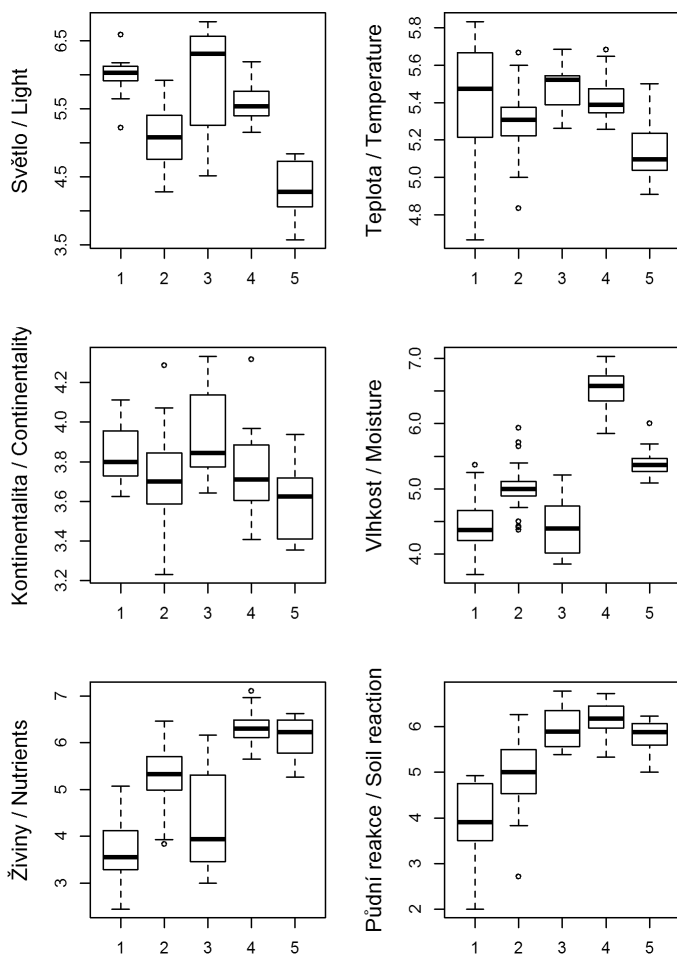 Světlo / Light
3.5 4.5 5.5 6.5
1 2 3 4 5
Teplota / Temperature
4.8 5.0 5.2 5.4 5.6 5.8
1 2 3 4 5
Kontinentalita / Continentality
3.2 3.4 3.6 3.8 4.0 4.2
1 2 3 4 5
Vlhkost / Moisture
4.0 5.0 6.0 7.0
1 2 3 4 5
Živiny / Nutrients
3 4 5 6 7
1 2 3 4 5
Půdní reakce / Soil reaction
2 3 4 5 6
1 2 3 4 5